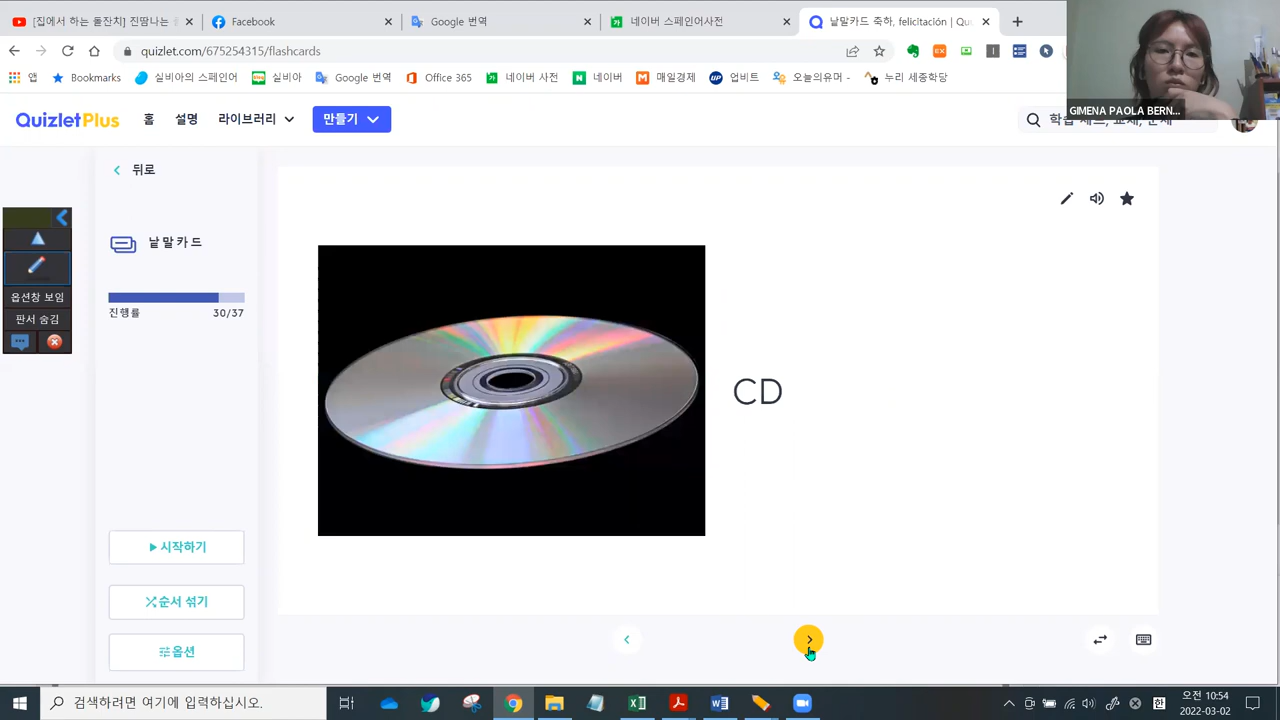 [집에서 하는 돌잔치] 진땀나는
Facebook
Google 번역
네이버 스페인어사전
낱말카드 축하, felicitación | Qu
quizlet.com/675254315/flashcards
앱
Bookmarks
실비아의 스페인어
실비아
Google 번역
Office 365
네이버 사전
네이버
매일경제
업비트
오늘의유머 -
누리 세종학당
GIMENA PAOLA BERN...
QuizletPlus
홈
설명
라이브러리
만들기
뒤로
낱말카드
진행률
30/37
옵션창 보임
판서 숨김
CD
시작하기
순서 섞기
옵션
검색하려면 여기에 입력하십시오.
한
오전 10:54
2022-03-02